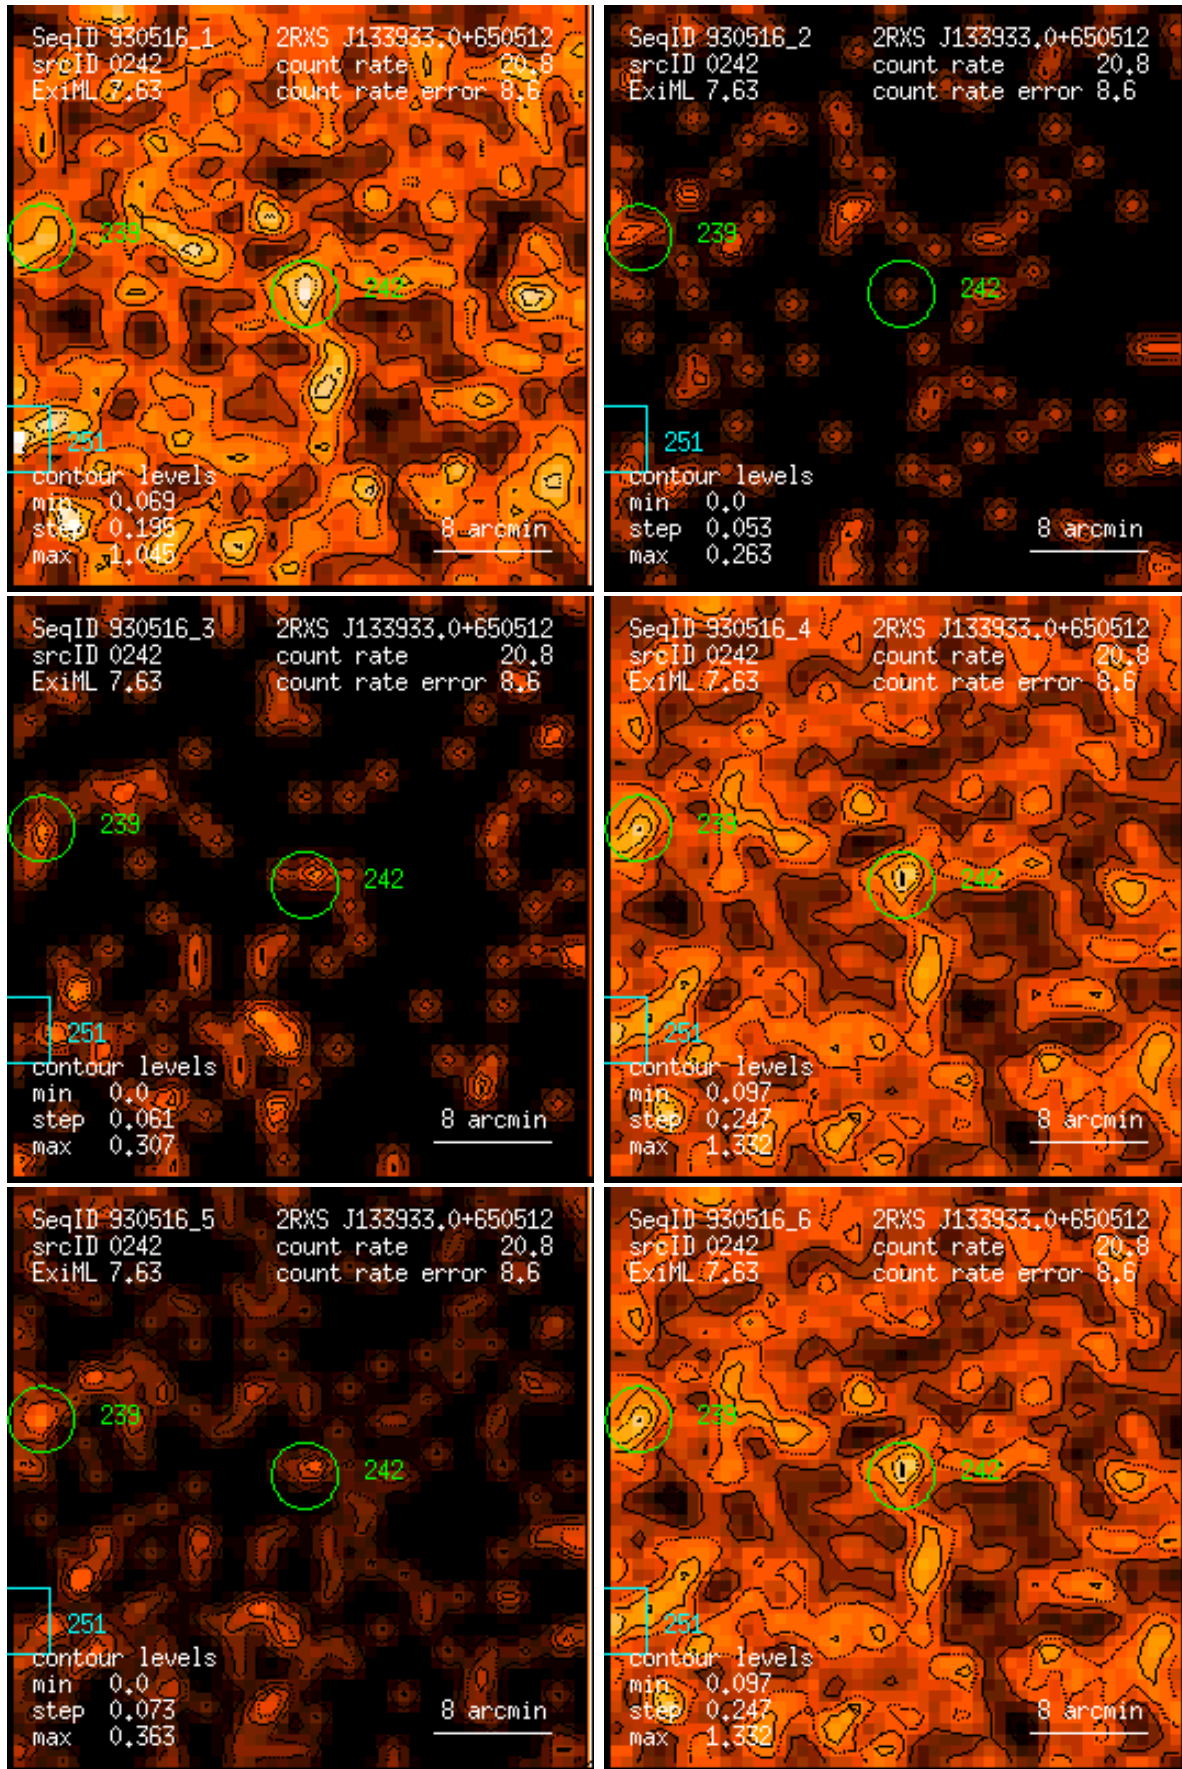 SeqID 930516_1 2RXS J133933.0+650512
srcID 0242 count rate 20.8
ExiML 7.63 count rate error 8.6
239
242
251
contour levels
min 0.069
step 0.195 8 arcmin
max 1.045
SeqID 930516_2 2RXS J133933.0+650512
srcID 0242 count rate 20.8
ExiML 7.63 count rate error 8.6
239
242
251
contour levels
min 0.0
step 0.053 8 arcmin
max 0.263
SeqID 930516_3 2RXS J133933.0+650512
srcID 0242 count rate 20.8
ExiML 7.63 count rate error 8.6
239
242
251
contour levels
min 0.0
step 0.061 8 arcmin
max 0.307
SeqID 930516_4 2RXS J133933.0+650512
srcID 0242 count rate 20.8
ExiML 7.63 count rate error 8.6
239
242
251
contour levels
min 0.097
step 0.247 8 arcmin
max 1.332
SeqID 930516_5 2RXS J133933.0+650512
srcID 0242 count rate 20.8
ExiML 7.63 count rate error 8.6
239
242
251
contour levels
min 0.0
step 0.073 8 arcmin
max 0.363
SeqID 930516_6 2RXS J133933.0+650512
srcID 0242 count rate 20.8
ExiML 7.63 count rate error 8.6
239
242
251
contour levels
min 0.097
step 0.247 8 arcmin
max 1.332